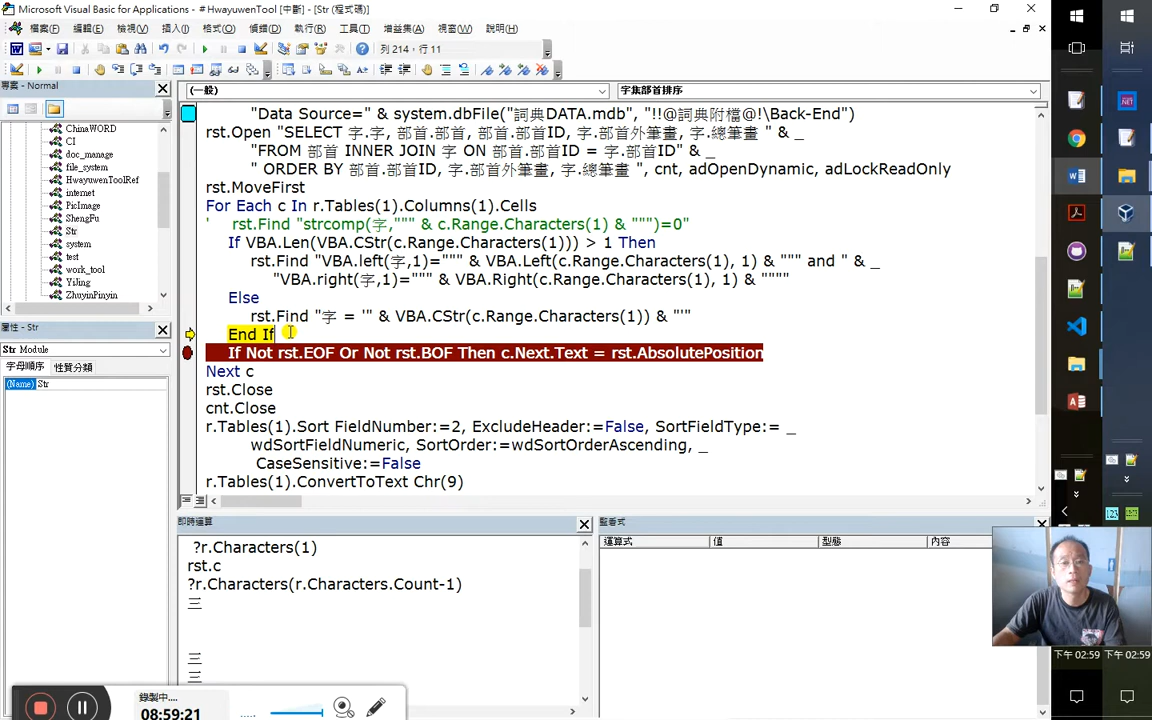 Microsoft Visual Basic for Applications - # HwayuwenTool [中斷] - [Str (程式碼)]
檔案(F) 編輯(E) 檢視(V) 插入(I) 格式(O) 偵錯(D) 執行(R) 工具(T) 增益集(A) 視窗(W) 說明(H)
列 214，行 11
專案 - Normal
(一般) 字集部首排序
ChinaWORD
CI
doc_manage
file_system
HwayuwenToolRef
internet
PicImage
ShengFu
Str
system
test
work_tool
YiJing
ZhuyinPinyin
屬性 - Str
Str Module
字母順序 性質分類
(Name) Str
"Data Source=" & system.dbFile("詞典DATA.mdb", "!!@詞典附檔@!\Back-End")
rst.Open "SELECT 字.字, 部首.部首, 部首.部首ID, 字.部首外筆畫, 字.總筆畫 " & _
"FROM 部首 INNER JOIN 字 ON 部首.部首ID = 字.部首ID" & _
" ORDER BY 部首.部首ID, 字.部首外筆畫, 字.總筆畫 ", cnt, adOpenDynamic, adLockReadOnly
rst.MoveFirst
For Each c In r.Tables(1).Columns(1).Cells
' rst.Find "strcomp(字,""" & c.Range.Characters(1) & """)=0"
If VBA.Len(VBA.CStr(c.Range.Characters(1))) > 1 Then
rst.Find "VBA.left(字,1)=""" & VBA.Left(c.Range.Characters(1), 1) & """ and " & _
"VBA.right(字,1)=""" & VBA.Right(c.Range.Characters(1), 1) & """"
Else
rst.Find "字 = '" & VBA.CStr(c.Range.Characters(1)) & "'"
End If
If Not rst.EOF Or Not rst.BOF Then c.Next.Text = rst.AbsolutePosition
Next c
rst.Close
cnt.Close
r.Tables(1).Sort FieldNumber:=2, ExcludeHeader:=False, SortFieldType:= _
wdSortFieldNumeric, SortOrder:=wdSortOrderAscending, _
CaseSensitive:=False
r.Tables(1).ConvertToText Chr(9)
即時運算
?r.Characters(1)
rst.c
?r.Characters(r.Characters.Count-1)
三
三
三
監看式
運算式 值 型態 內容
錄製中....
08:59:21
下午 02:59 下午 02:59